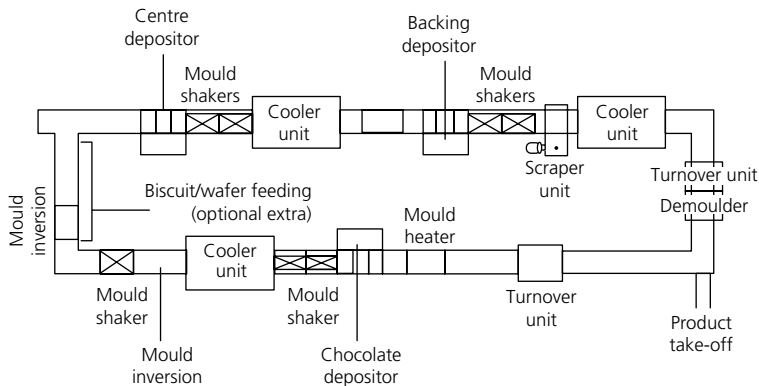 Centre
depositor
Backing
depositor
Mould
shakers
Mould
shakers
Cooler
unit
Cooler
unit
Scraper
unit
Turnover unit
Demoulder
Mould
inversion
Biscuit/wafer feeding
(optional extra)
Mould
heater
Cooler
unit
Mould
shaker
Mould
shaker
Turnover
unit
Product
take-off
Mould
inversion
Chocolate
depositor